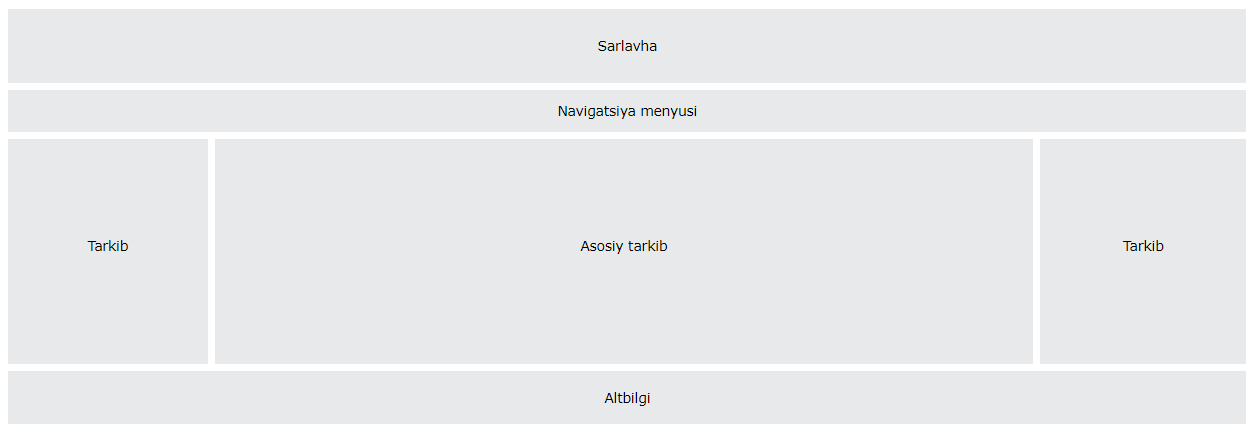 Sarlavha
Navigatsiya menyusi
Tarkib
Asosiy tarkib
Tarkib
Altbilgi